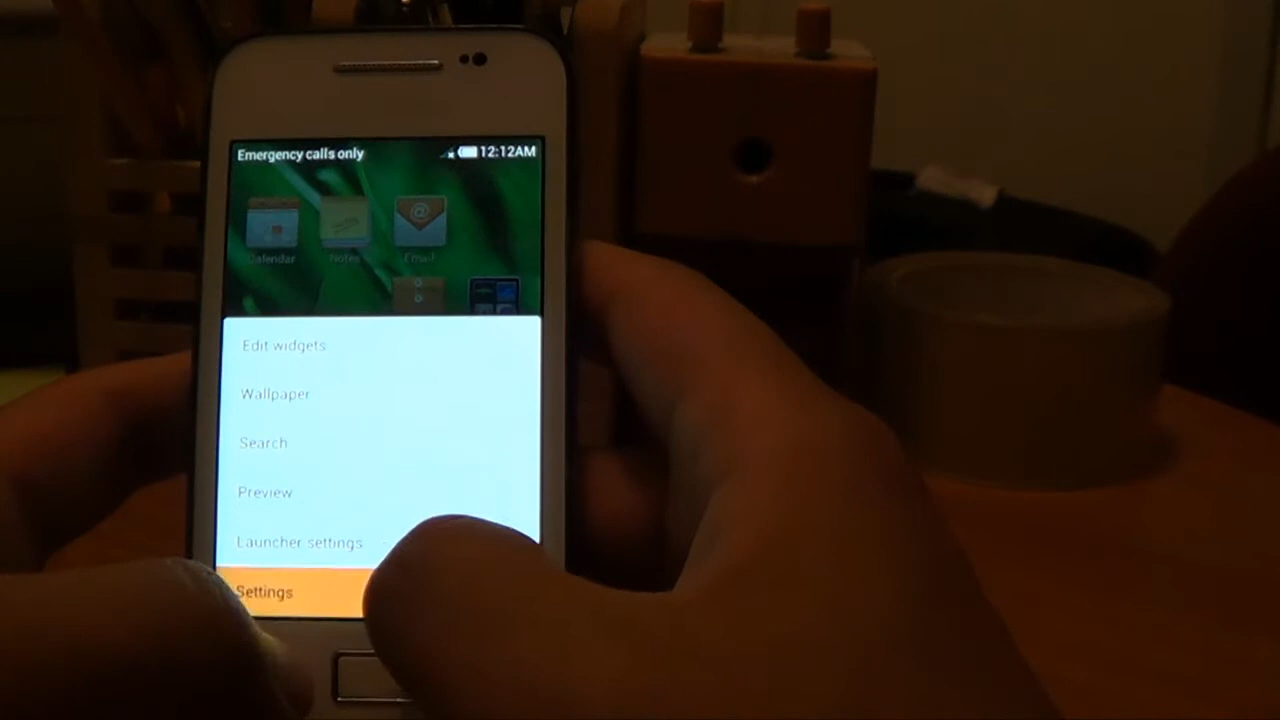 Emergency calls only 12:12AM
Calendar Notes Email
Edit widgets
Wallpaper
Search
Preview
Launcher settings
Settings